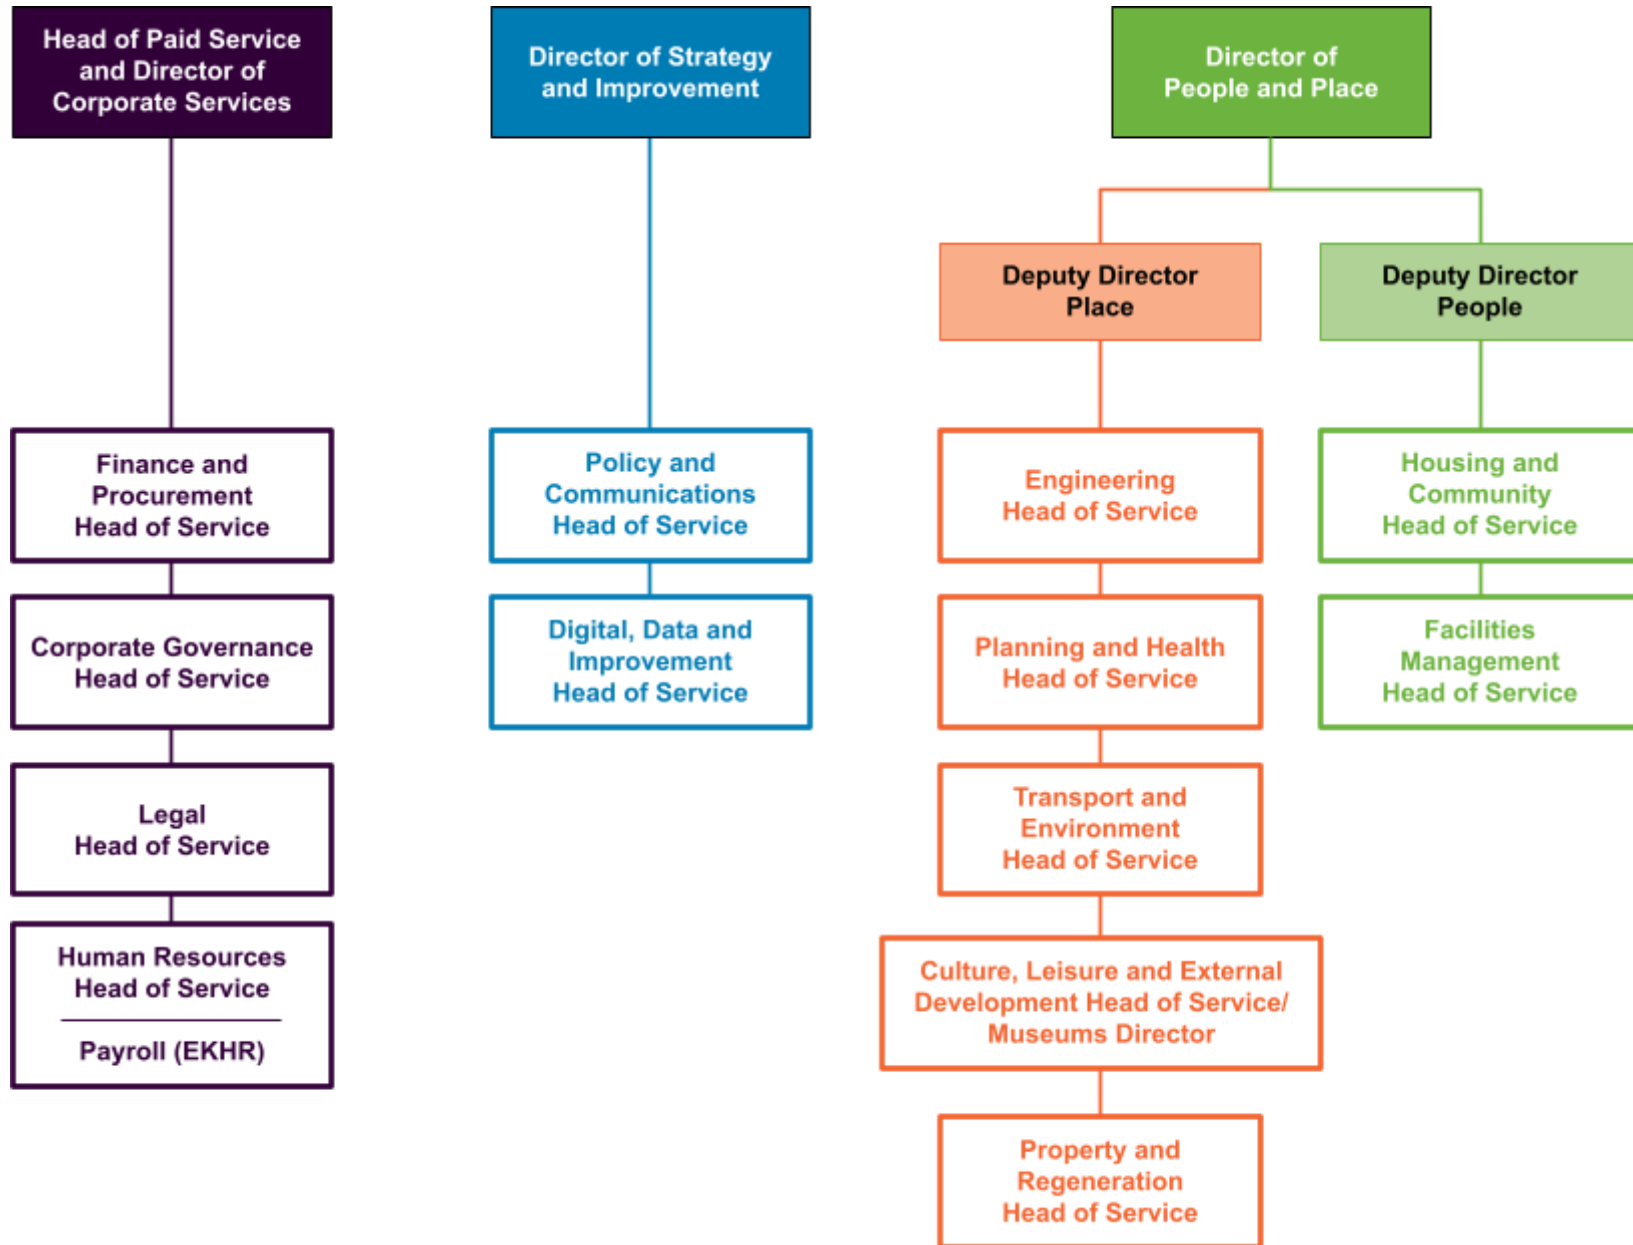 Head of Paid Service
and Director of
Corporate Services
Director of Strategy
and Improvement
Director of
People and Place
Deputy Director
Place
Deputy Director
People
Finance and
Procurement
Head of Service
Corporate Governance
Head of Service
Legal
Head of Service
Human Resources
Head of Service
Payroll (EKHR)
Policy and
Communications
Head of Service
Digital, Data and
Improvement
Head of Service
Engineering
Head of Service
Planning and Health
Head of Service
Transport and
Environment
Head of Service
Culture, Leisure and External
Development Head of Service/
Museums Director
Property and
Regeneration
Head of Service
Housing and
Community
Head of Service
Facilities
Management
Head of Service